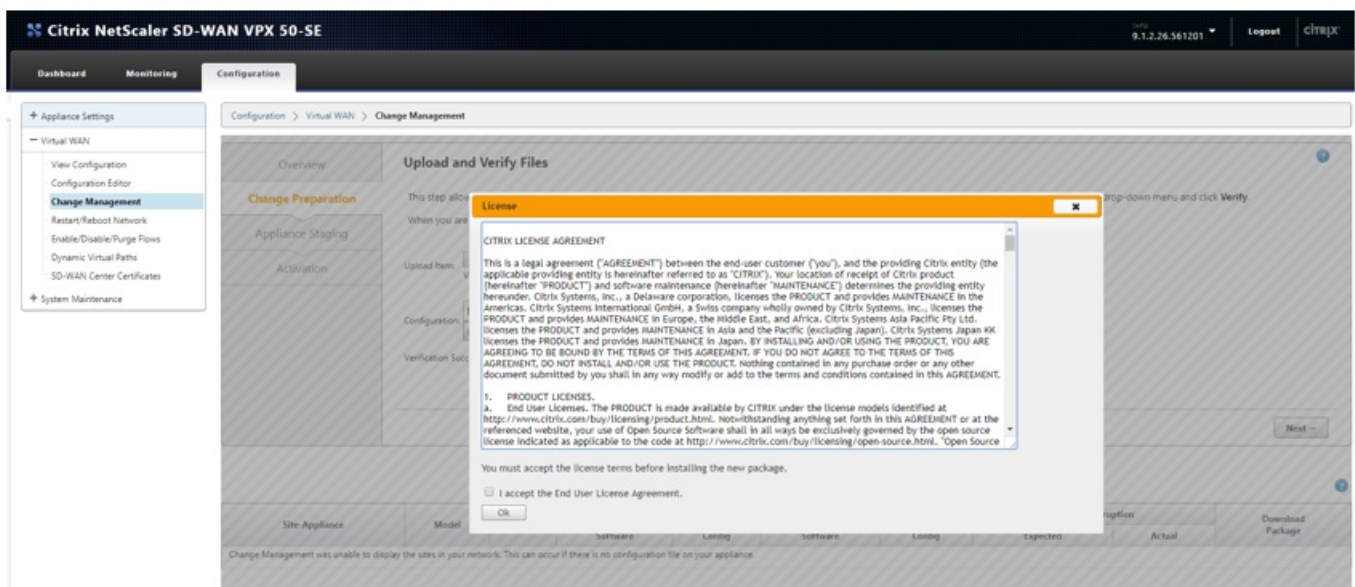 Citrix NetScaler SD-WAN VPX 50-SE
9.1.2.26.561201
Logout
CITRIX
Dashboard
Monitoring
Configuration
+ Appliance Settings
− Virtual WAN
View Configuration
Configuration Editor
Change Management
Restart/Reboot Network
Enable/Disable/Purge Flows
Dynamic Virtual Paths
SD-WAN Center Certificates
+ System Maintenance
Configuration > Virtual WAN > Change Management
Overview
Change Preparation
Appliance Staging
Activation
Upload and Verify Files
This step allow
drop-down menu and click Verify.
When you are
Upload Item:
Configuration:
Verification Succ
License
CITRIX LICENSE AGREEMENT
This is a legal agreement ("AGREEMENT") between the end-user customer ("you"), and the providing Citrix entity (the
applicable providing entity is hereinafter referred to as "CITRIX"). Your location of receipt of Citrix product
(hereinafter "PRODUCT") and software maintenance (hereinafter "MAINTENANCE") determines the providing entity
hereunder. Citrix Systems, Inc., a Delaware corporation, licenses the PRODUCT and provides MAINTENANCE in the
Americas. Citrix Systems International GmbH, a Swiss company wholly owned by Citrix Systems, Inc., licenses the
PRODUCT and provides MAINTENANCE in Europe, the Middle East, and Africa. Citrix Systems Asia Pacific Pty Ltd.
licenses the PRODUCT and provides MAINTENANCE in Asia and the Pacific (excluding Japan). Citrix Systems Japan KK
licenses the PRODUCT and provides MAINTENANCE in Japan. BY INSTALLING AND/OR USING THE PRODUCT, YOU ARE
AGREEING TO BE BOUND BY THE TERMS OF THIS AGREEMENT. IF YOU DO NOT AGREE TO THE TERMS OF THIS
AGREEMENT, DO NOT INSTALL AND/OR USE THE PRODUCT. Nothing contained in any purchase order or any other
document submitted by you shall in any way modify or add to the terms and conditions contained in this AGREEMENT.
1. PRODUCT LICENSES.
a. End User Licenses. The PRODUCT is made available by CITRIX under the license models identified at
http://www.citrix.com/buy/licensing/product.html. Notwithstanding anything set forth in this AGREEMENT or at the
referenced website, your use of Open Source Software shall in all ways be exclusively governed by the open source
license indicated as applicable to the code at http://www.citrix.com/buy/licensing/open-source.html. "Open Source
You must accept the license terms before installing the new package.
I accept the End User License Agreement.
Ok
Next
Site-Appliance
Model
Software
Config
Software
Config
ruption
Expected
Actual
Download
Package
Change Management was unable to display the sites in your network. This can occur if there is no configuration file on your appliance.